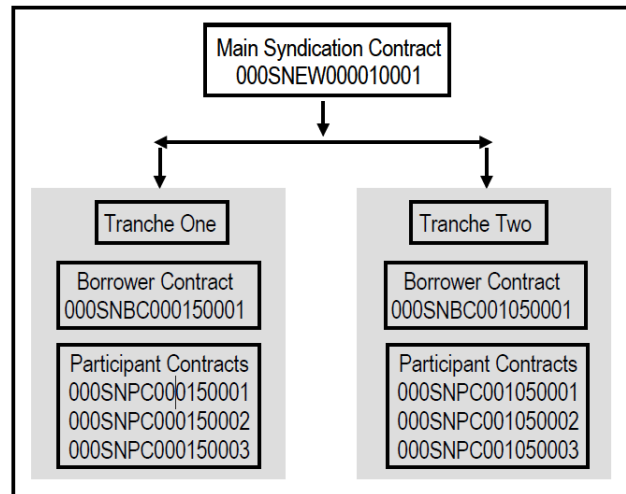 Main Syndication Contract
000SNEW000010001
Tranche One
Borrower Contract
000SNBC000150001
Participant Contracts
000SNPC000150001
000SNPC000150002
000SNPC000150003
Tranche Two
Borrower Contract
000SNBC001050001
Participant Contracts
000SNPC001050001
000SNPC001050002
000SNPC001050003